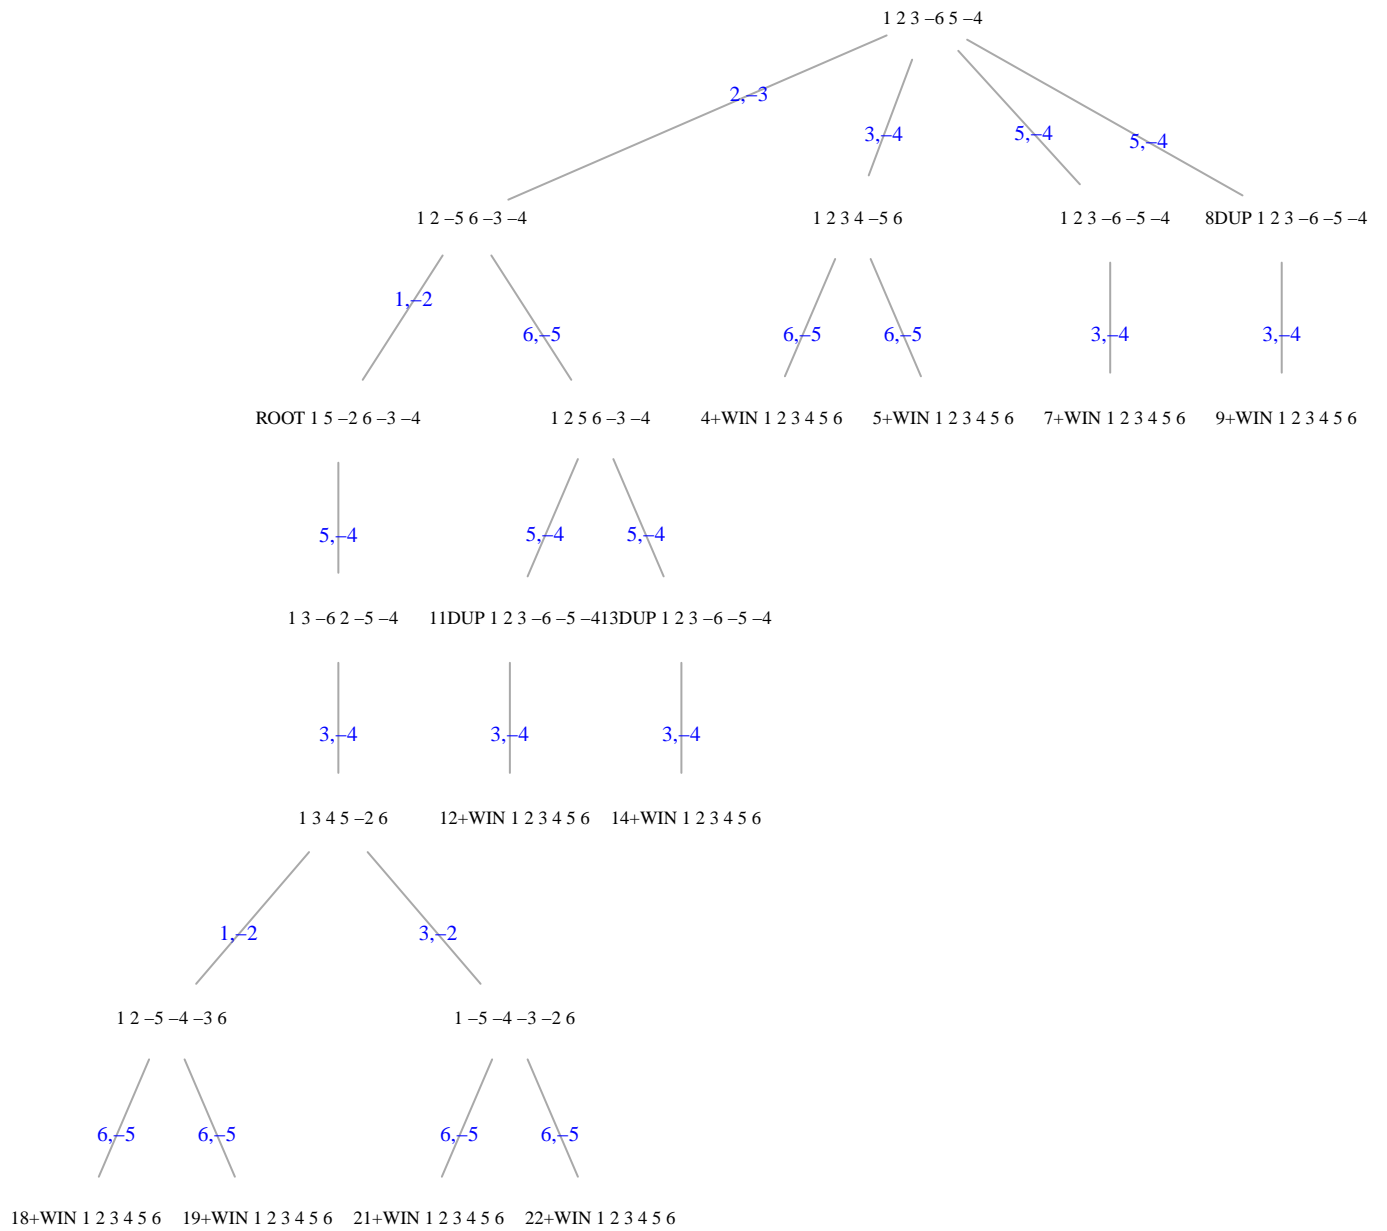 1 2 3 –6 5 –4
2,–3
3,–4
5,–4
5,–4
1 2 –5 6 –3 –4
1 2 3 4 –5 6
1 2 3 –6 –5 –4
8DUP 1 2 3 –6 –5 –4
1,–2
6,–5
6,–5
6,–5
3,–4
3,–4
ROOT 1 5 –2 6 –3 –4
1 2 5 6 –3 –4
4+WIN 1 2 3 4 5 6
5+WIN 1 2 3 4 5 6
7+WIN 1 2 3 4 5 6
9+WIN 1 2 3 4 5 6
5,–4
5,–4
5,–4
1 3 –6 2 –5 –4
11DUP 1 2 3 –6 –5 –4
13DUP 1 2 3 –6 –5 –4
3,–4
3,–4
3,–4
1 3 4 5 –2 6
12+WIN 1 2 3 4 5 6
14+WIN 1 2 3 4 5 6
1,–2
3,–2
1 2 –5 –4 –3 6
1 –5 –4 –3 –2 6
6,–5
6,–5
6,–5
6,–5
18+WIN 1 2 3 4 5 6
19+WIN 1 2 3 4 5 6
21+WIN 1 2 3 4 5 6
22+WIN 1 2 3 4 5 6